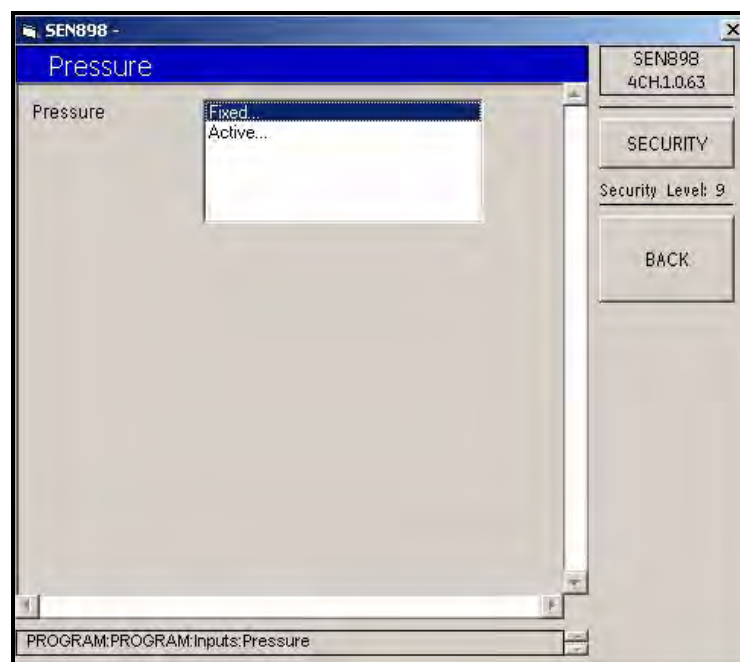 SEN898 -
Pressure
Pressure
Fixed...
Active...
SEN898
4CH.1.0.63
SECURITY
Security Level: 9
BACK
PROGRAM:PROGRAM:Inputs:Pressure